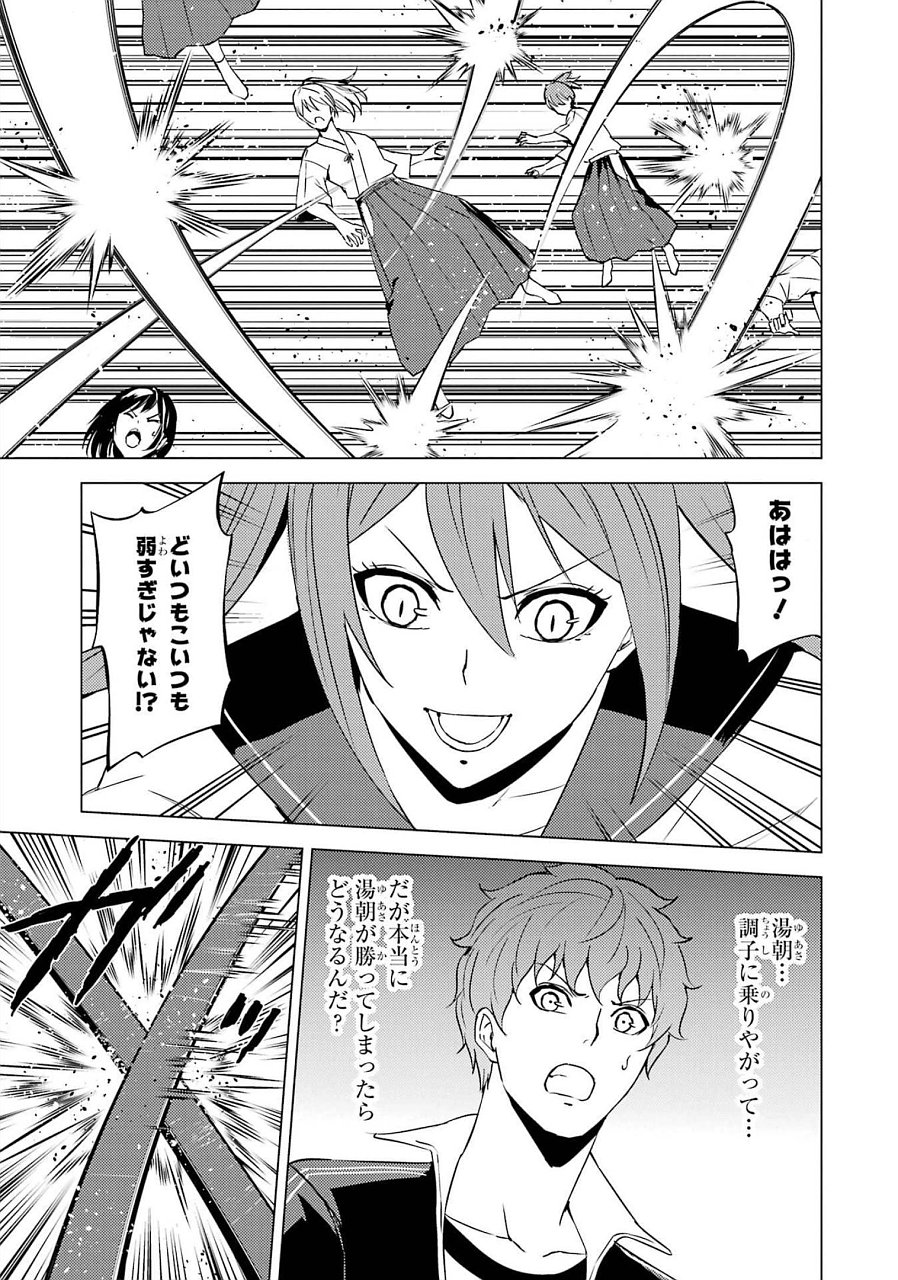 あははっ!
どいつもこいつも
弱すぎじゃない!?
湯朝…
調子に乗りやがって…
だが本当に
湯朝が勝ってしまったら
どうなるんだ?
ガガッ